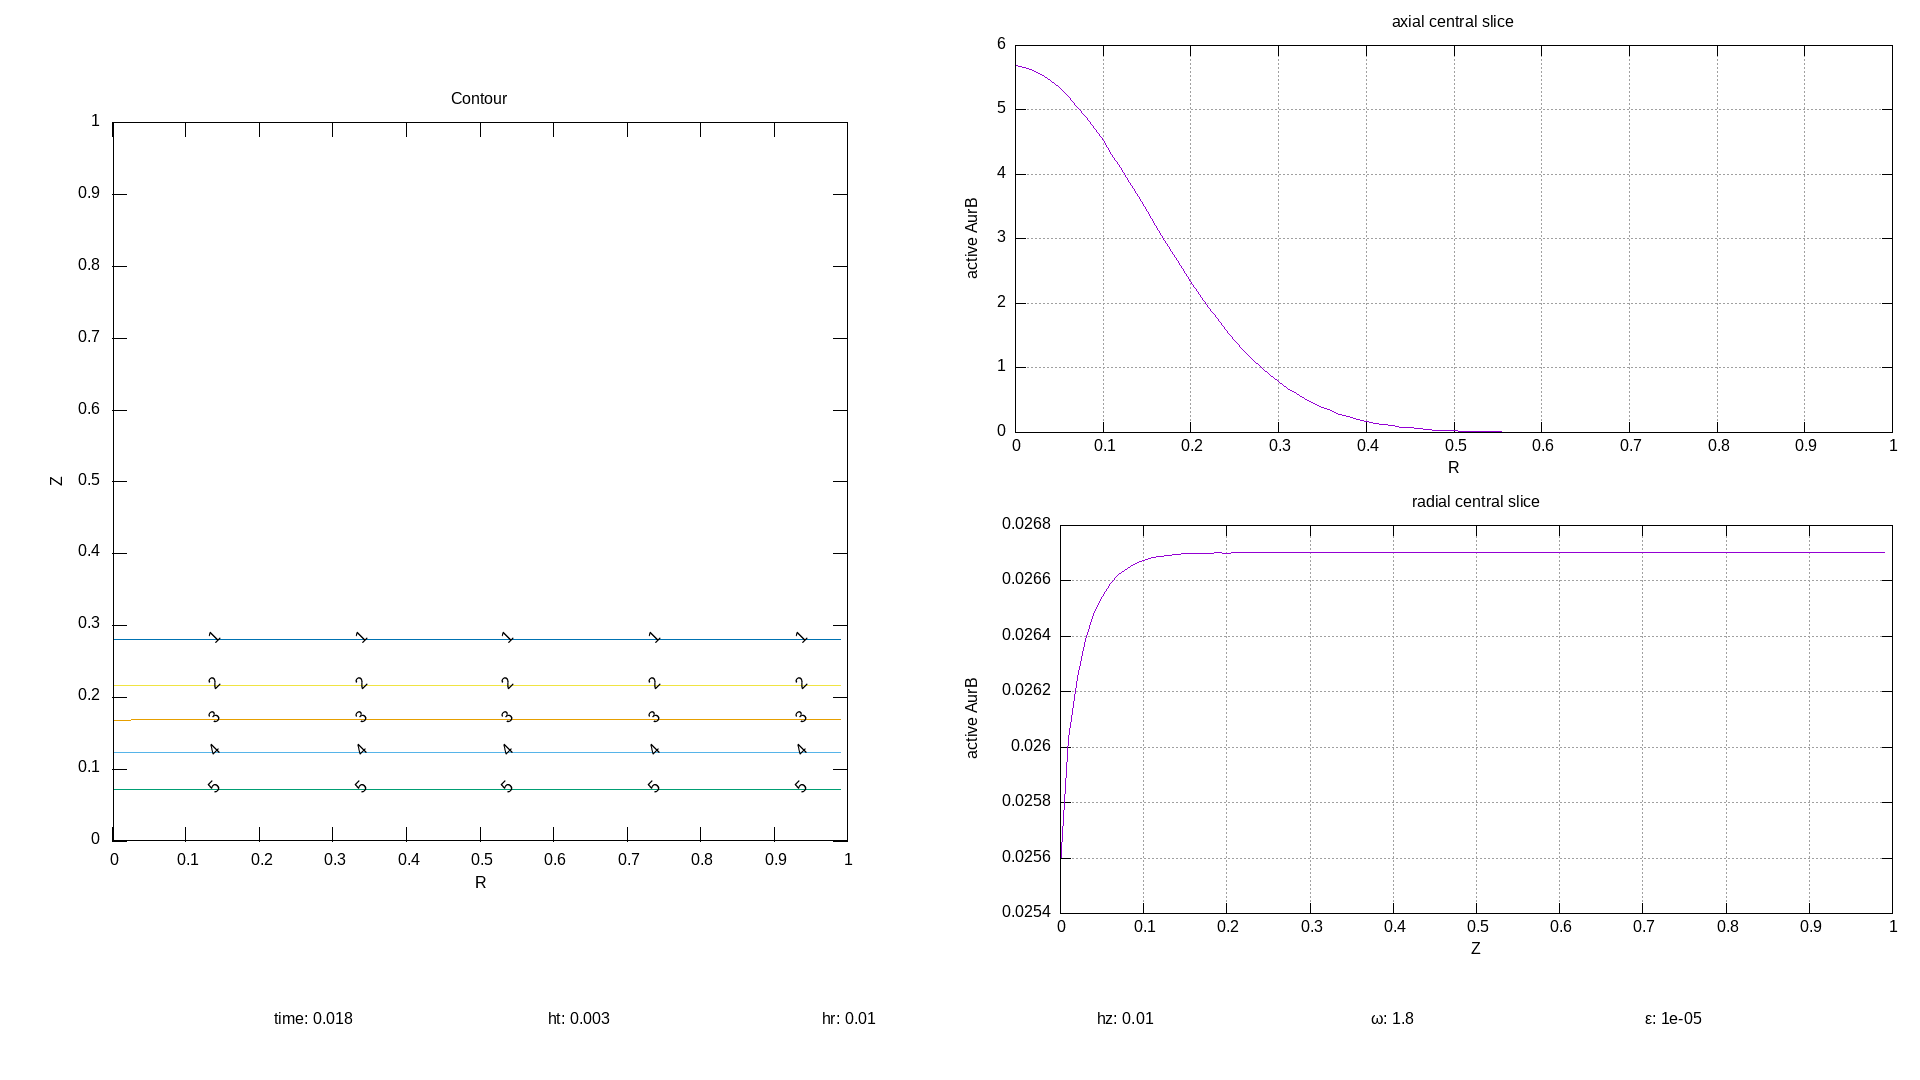 Contour
1
0.9
0.8
0.7
0.6
0.5
0.4
0.3
0.2
0.1
0
Z
1 1 1 1 1
2 2 2 2 2
3 3 3 3 3
4 4 4 4 4
5 5 5 5 5
0 0.1 0.2 0.3 0.4 0.5 0.6 0.7 0.8 0.9 1
R
axial central slice
6
5
4
3
2
1
0
active AurB
0 0.1 0.2 0.3 0.4 0.5 0.6 0.7 0.8 0.9 1
R
radial central slice
0.0268
0.0266
0.0264
0.0262
0.026
0.0258
0.0256
0.0254
active AurB
0 0.1 0.2 0.3 0.4 0.5 0.6 0.7 0.8 0.9 1
Z
time: 0.018 ht: 0.003 hr: 0.01 hz: 0.01 ω: 1.8 ε: 1e-05